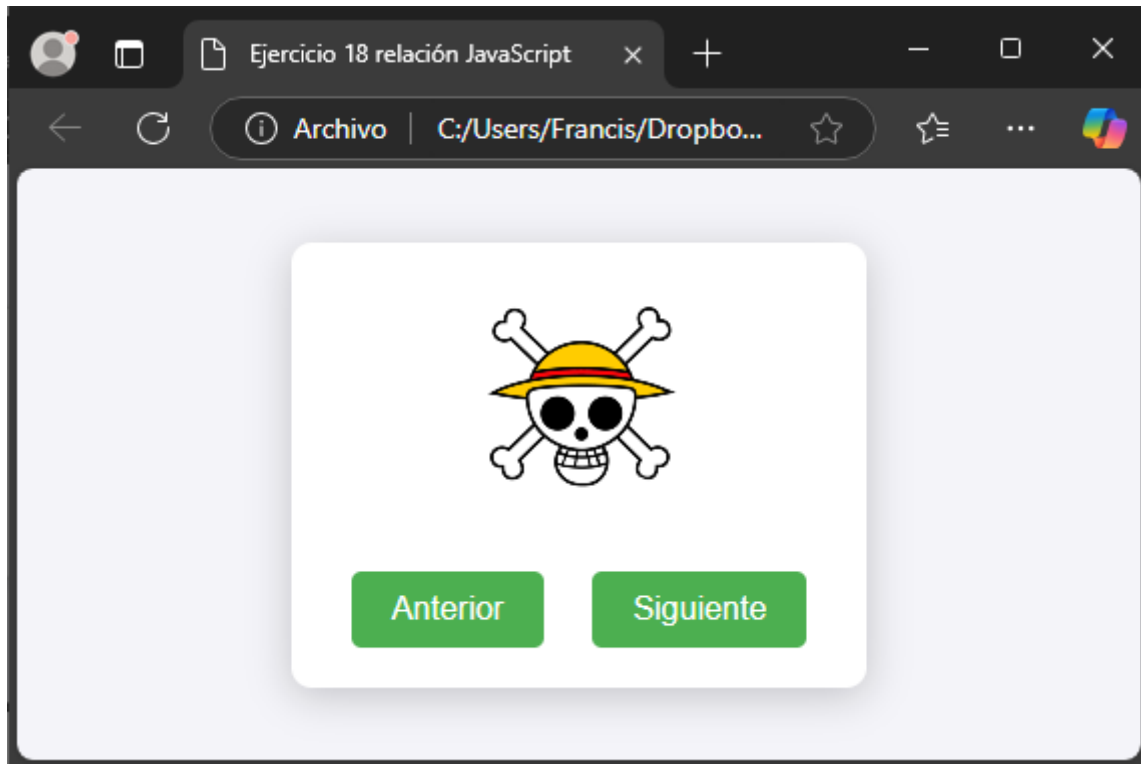 Ejercicio 18 relación JavaScript
Archivo C:/Users/Francis/Dropbo...
Anterior Siguiente